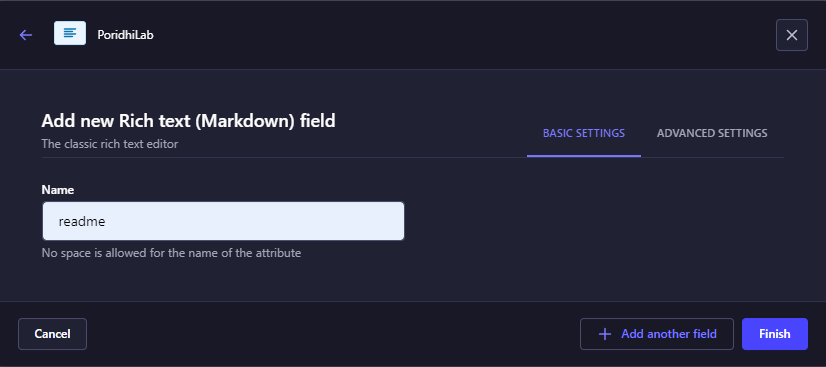 PoridhiLab
Add new Rich text (Markdown) field
The classic rich text editor
BASIC SETTINGS
ADVANCED SETTINGS
Name
readme
No space is allowed for the name of the attribute
Cancel
Add another field
Finish